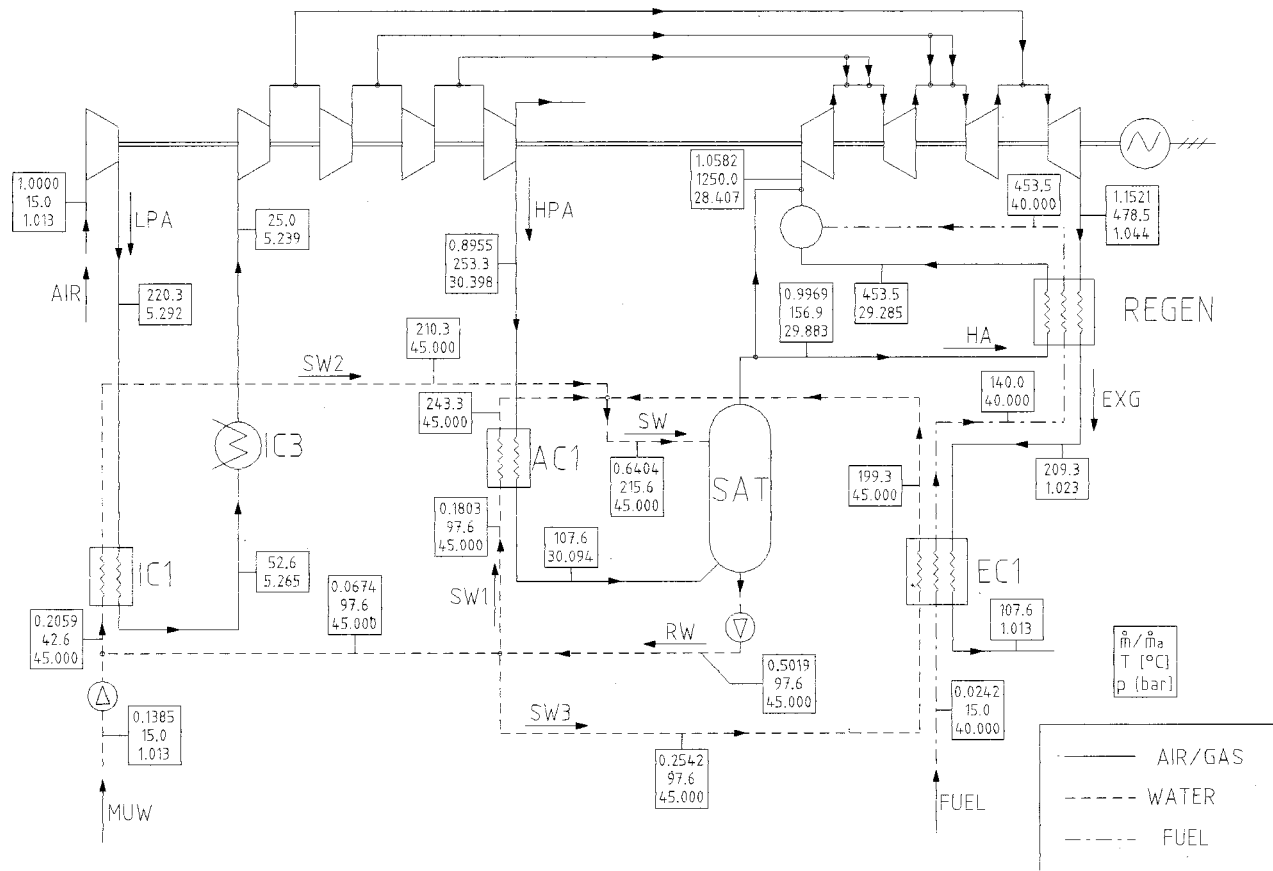 1.0000
15.0
1.013
LPA
AIR
220.3
5.292
25.0
5.239
0.8955
253.3
30.398
HPA
1.0582
1250.0
28.407
453.5
40.000
1.1521
478.5
1.044
453.5
29.285
REGEN
0.9969
156.9
29.883
HA
210.3
45.000
SW2
140.0
40.000
EXG
243.3
45.000
SW
IC3
AC1
0.6404
215.6
45.000
SAT
199.3
45.000
209.3
1.023
0.1803
97.6
45.000
107.6
30.094
IC1
52.6
5.265
EC1
SW1
0.0674
97.6
45.000
RW
107.6
1.013
0.2059
42.6
45.000
0.5019
97.6
45.000
ṁ/ṁa
T [°C]
p [bar]
0.1385
15.0
1.013
SW3
0.0242
15.0
40.000
0.2542
97.6
45.000
MUW
FUEL
AIR/GAS
WATER
FUEL